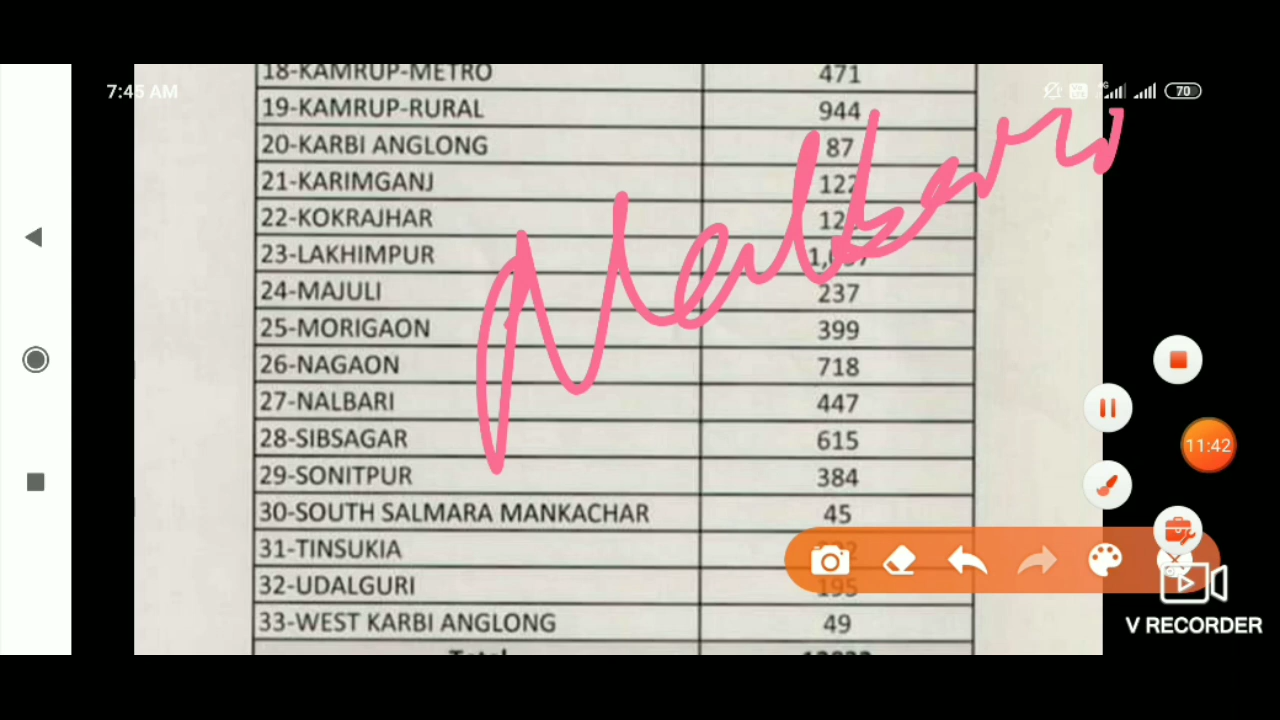 18-KAMRUP-METRO 471
7:45 AM 70
19-KAMRUP-RURAL 944
20-KARBI ANGLONG 87
21-KARIMGANJ 122
22-KOKRAJHAR
23-LAKHIMPUR
24-MAJULI 237
25-MORIGAON 399
26-NAGAON 718
27-NALBARI 447
28-SIBSAGAR 615
29-SONITPUR 384
30-SOUTH SALMARA MANKACHAR 45
31-TINSUKIA
32-UDALGURI 195
33-WEST KARBI ANGLONG 49
Total
Nalbari
11:42
V RECORDER